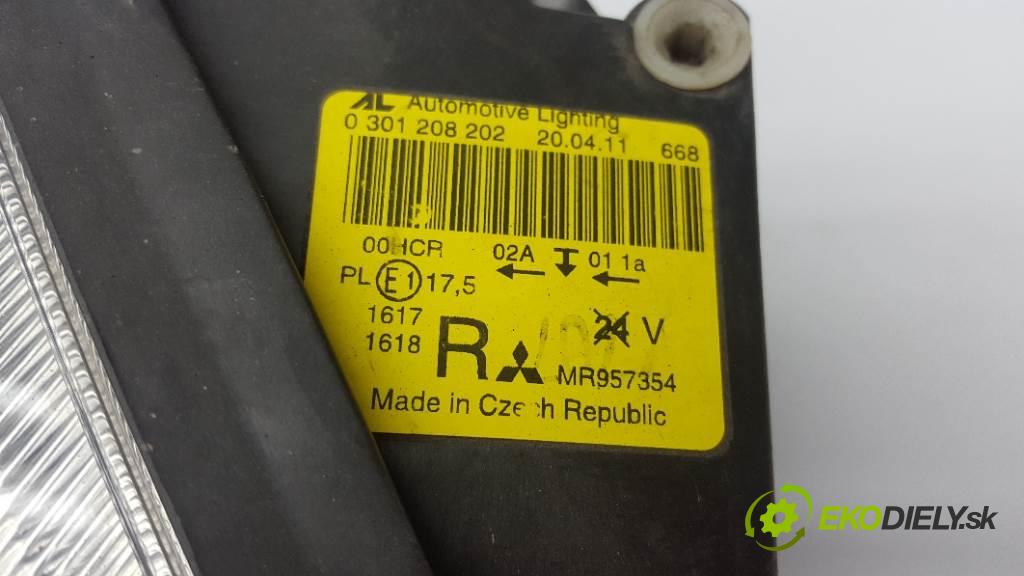 AL Automotive Lighting
0 301 208 202 20.04.11 668
00HCR 02A 01 1a
PL E1 17,5
1617 24 V
1618 R MR957354
Made in Czech Republic
EKODIELY.sk